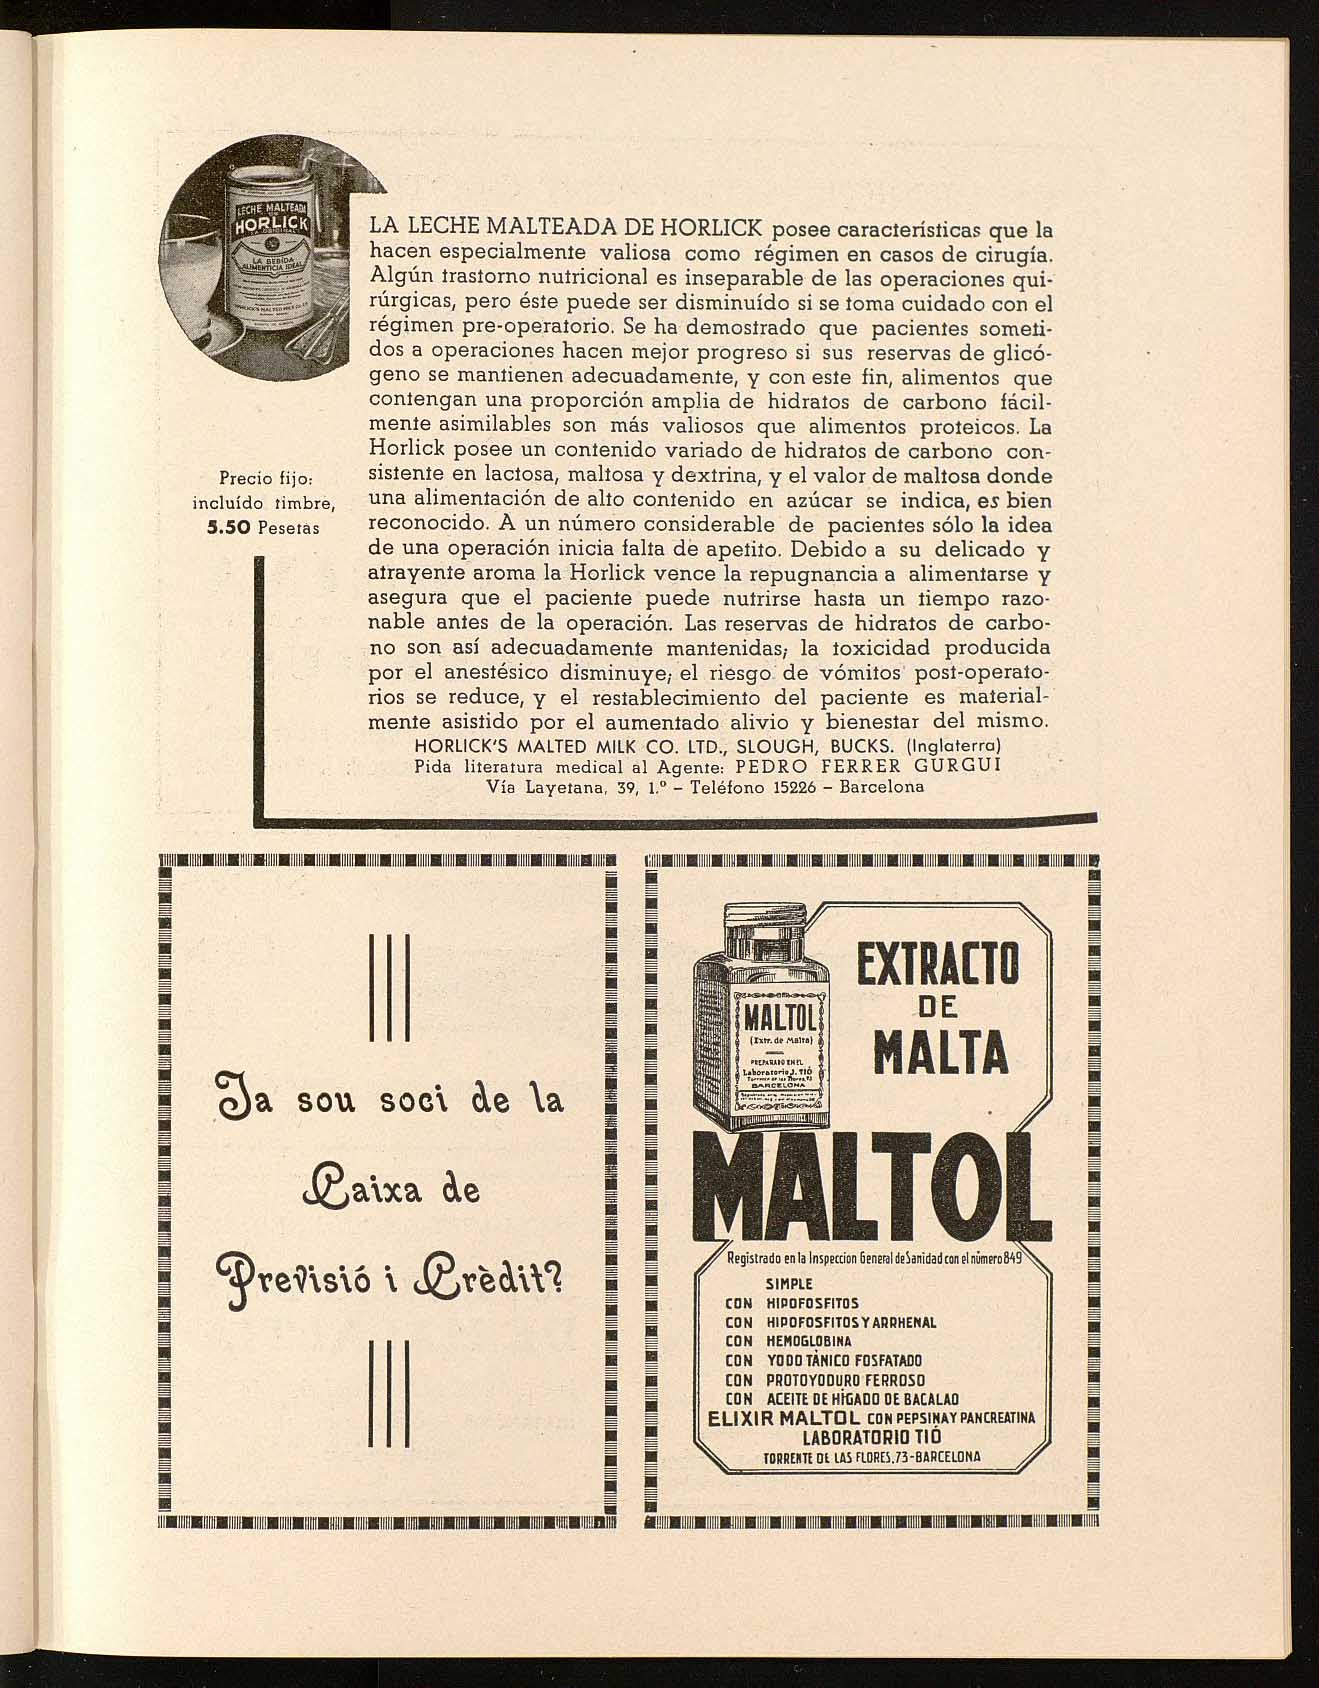 LECHE MALTEADA
DE
HORLICK
LA ORIGINAL
LA BEBIDA
ALIMENTICIA IDEAL
LA LECHE MALTEADA DE HORLICK posee características que la
hacen especialmente valiosa como régimen en casos de cirugía.
Algún trastorno nutricional es inseparable de las operaciones qui-
rúrgicas, pero éste puede ser disminuído si se toma cuidado con el
régimen pre-operatorio. Se ha demostrado que pacientes someti-
dos a operaciones hacen mejor progreso si sus reservas de glicó-
geno se mantienen adecuadamente, y con este fin, alimentos que
contengan una proporción amplia de hidratos de carbono fácil-
mente asimilables son más valiosos que alimentos proteicos. La
Horlick posee un contenido variado de hidratos de carbono con-
sistente en lactosa, maltosa y dextrina, y el valor de maltosa donde
una alimentación de alto contenido en azúcar se indica, es bien
reconocido. A un número considerable de pacientes sólo la idea
de una operación inicia falta de apetito. Debido a su delicado y
atrayente aroma la Horlick vence la repugnancia a alimentarse y
asegura que el paciente puede nutrirse hasta un tiempo razo-
nable antes de la operación. Las reservas de hidratos de carbo-
no son así adecuadamente mantenidas; la toxicidad producida
por el anestésico disminuye; el riesgo de vómitos post-operato-
rios se reduce, y el restablecimiento del paciente es material-
mente asistido por el aumentado alivio y bienestar del mismo.
HORLICK'S MALTED MILK CO. LTD., SLOUGH, BUCKS. (Inglaterra)
Pida literatura medical al Agente: PEDRO FERRER GURGUI
Vía Layetana, 39, 1.º – Teléfono 15226 – Barcelona
Precio fijo:
incluído timbre,
5.50 Pesetas
Ja sou soci de la
Caixa de
Previsió i Crèdit?
EXTRACTO
DE
MALTA
MALTOL
(Extr. de Malta)
PREPARADO EN EL
Laboratorio J. TIÓ
Torrente de las Flores, 73
BARCELONA
MALTOL
Registrado en la Inspeccion General de Sanidad con el número 849
SIMPLE
CON HIPOFOSFITOS
CON HIPOFOSFITOS Y ARRHENAL
CON HEMOGLOBINA
CON YODO TÀNICO FOSFATADO
CON PROTOYODURO FERROSO
CON ACEITE DE HÍGADO DE BACALAO
ELIXIR MALTOL CON PEPSINA Y PANCREATINA
LABORATORIO TIÓ
TORRENTE DE LAS FLORES, 73-BARCELONA